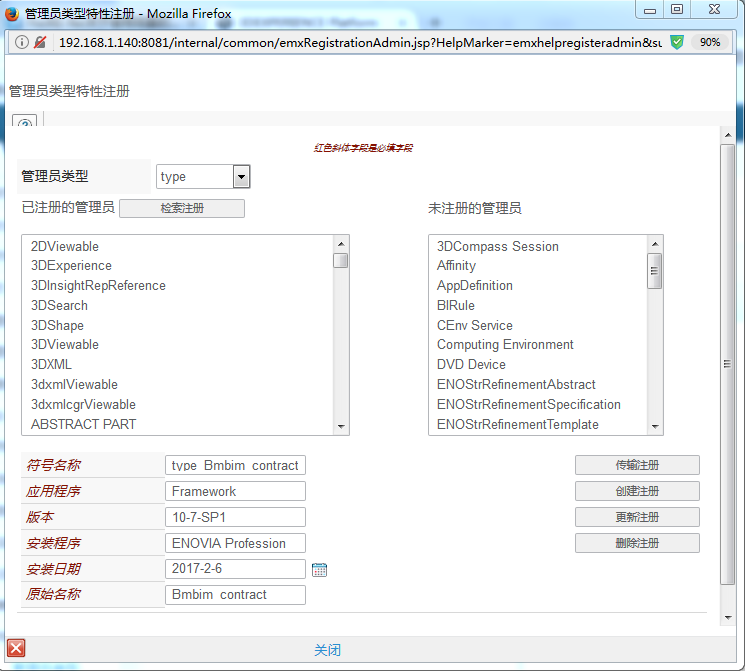 管理员类型特性注册 - Mozilla Firefox
192.168.1.140:8081/internal/common/emxRegistrationAdmin.jsp?HelpMarker=emxhelpregisteradmin&su
90%
管理员类型特性注册
红色斜体字段是必填字段
管理员类型 type
已注册的管理员 检索注册 未注册的管理员
2DViewable
3DExperience
3DInsightRepReference
3DSearch
3DShape
3DViewable
3DXML
3dxmlViewable
3dxmlcgrViewable
ABSTRACT PART
3DCompass Session
Affinity
AppDefinition
BIRule
CEnv Service
Computing Environment
DVD Device
ENOStrRefinementAbstract
ENOStrRefinementSpecification
ENOStrRefinementTemplate
符号名称 type_Bmbim_contract 传输注册
应用程序 Framework 创建注册
版本 10-7-SP1 更新注册
安装程序 ENOVIA Profession 删除注册
安装日期 2017-2-6
原始名称 Bmbim_contract
关闭